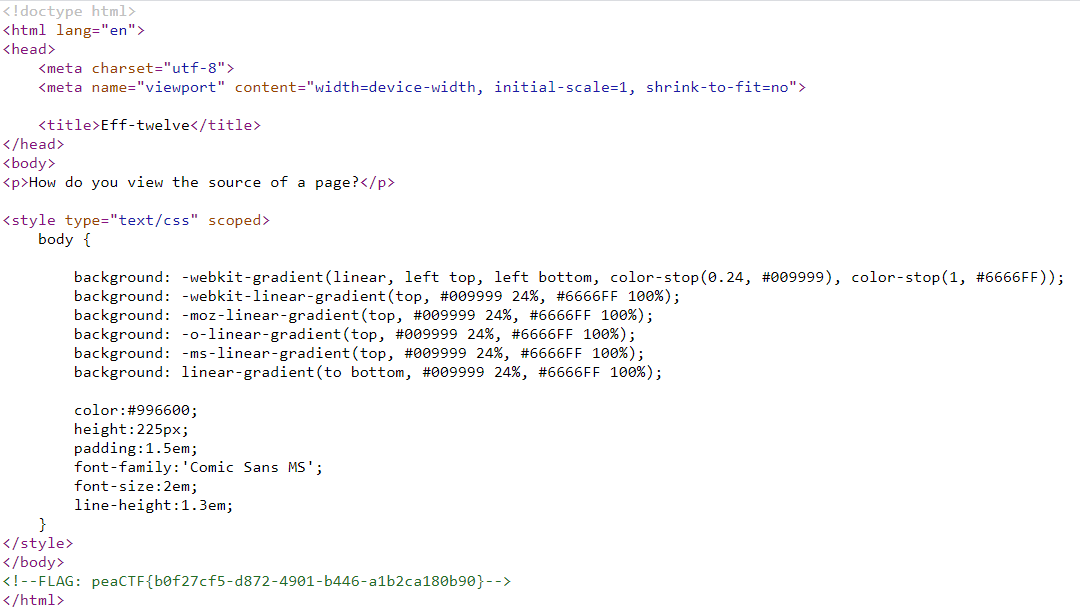 <!doctype html>
<html lang="en">
<head>
    <meta charset="utf-8">
    <meta name="viewport" content="width=device-width, initial-scale=1, shrink-to-fit=no">

    <title>Eff-twelve</title>
</head>
<body>
<p>How do you view the source of a page?</p>

<style type="text/css" scoped>
    body {

        background: -webkit-gradient(linear, left top, left bottom, color-stop(0.24, #009999), color-stop(1, #6666FF));
        background: -webkit-linear-gradient(top, #009999 24%, #6666FF 100%);
        background: -moz-linear-gradient(top, #009999 24%, #6666FF 100%);
        background: -o-linear-gradient(top, #009999 24%, #6666FF 100%);
        background: -ms-linear-gradient(top, #009999 24%, #6666FF 100%);
        background: linear-gradient(to bottom, #009999 24%, #6666FF 100%);

        color:#996600;
        height:225px;
        padding:1.5em;
        font-family:'Comic Sans MS';
        font-size:2em;
        line-height:1.3em;
    }
</style>
</body>
<!--FLAG: peaCTF{b0f27cf5-d872-4901-b446-a1b2ca180b90}-->
</html>